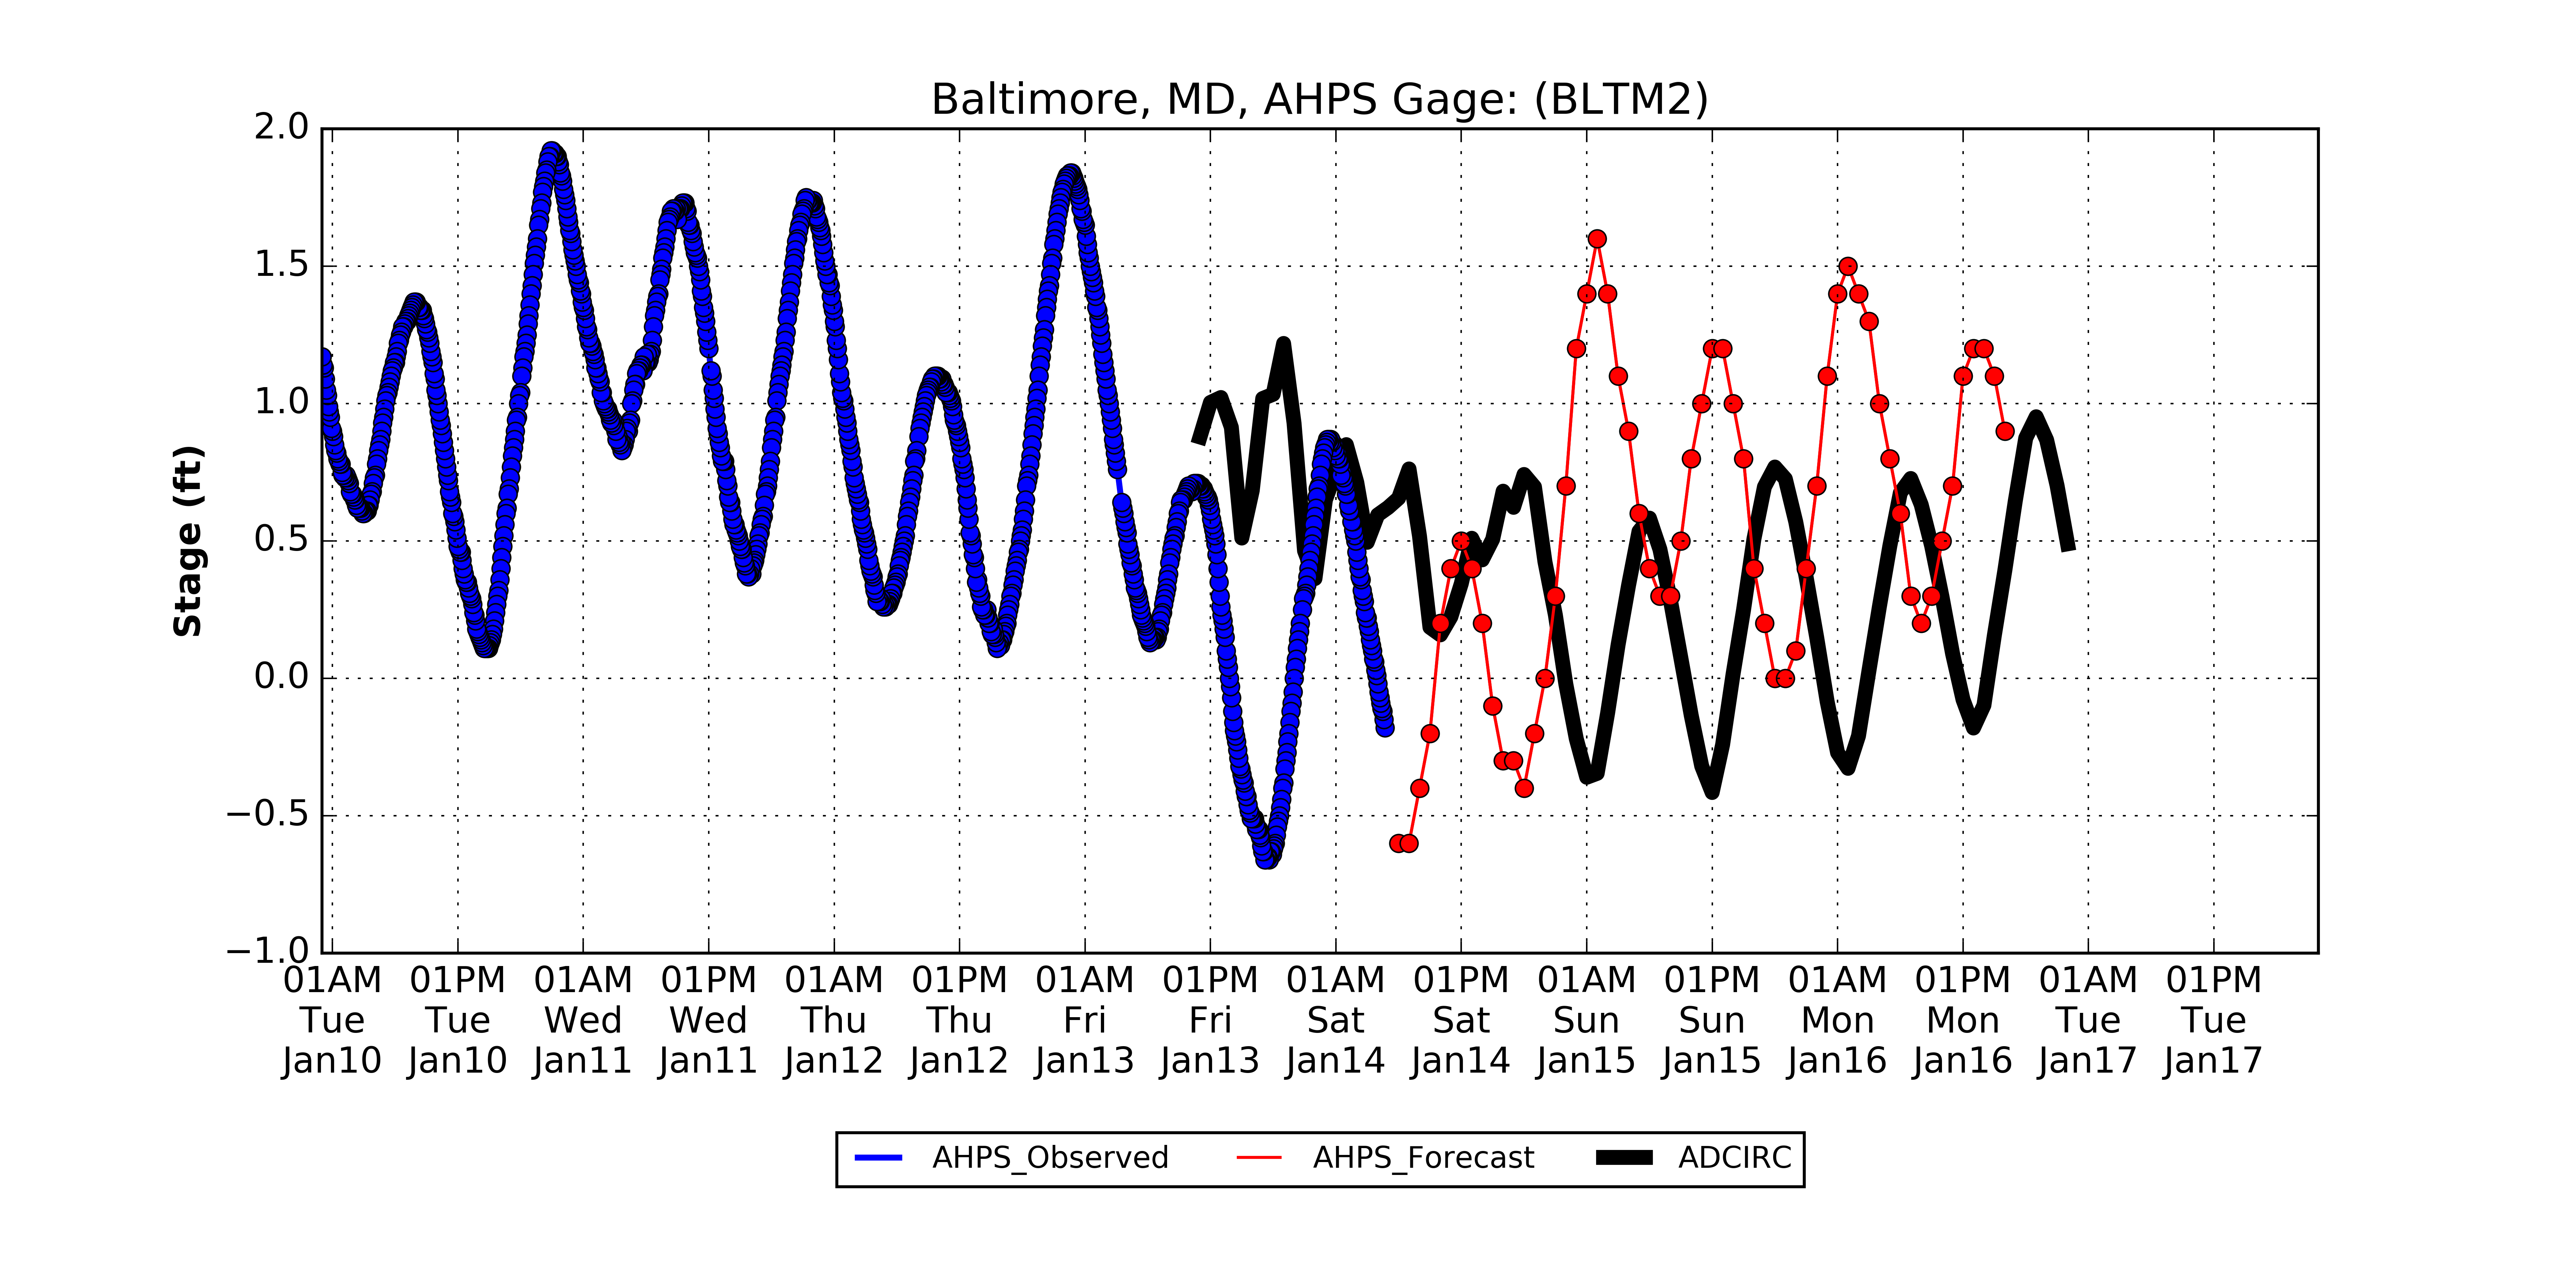 Baltimore, MD, AHPS Gage: (BLTM2)
Stage (ft)
2.0
1.5
1.0
0.5
0.0
−0.5
−1.0
01AM 01PM 01AM 01PM 01AM 01PM 01AM 01PM 01AM 01PM 01AM 01PM 01AM 01PM 01AM 01PM
Tue Tue Wed Wed Thu Thu Fri Fri Sat Sat Sun Sun Mon Mon Tue Tue
Jan10 Jan10 Jan11 Jan11 Jan12 Jan12 Jan13 Jan13 Jan14 Jan14 Jan15 Jan15 Jan16 Jan16 Jan17 Jan17
AHPS_Observed AHPS_Forecast ADCIRC